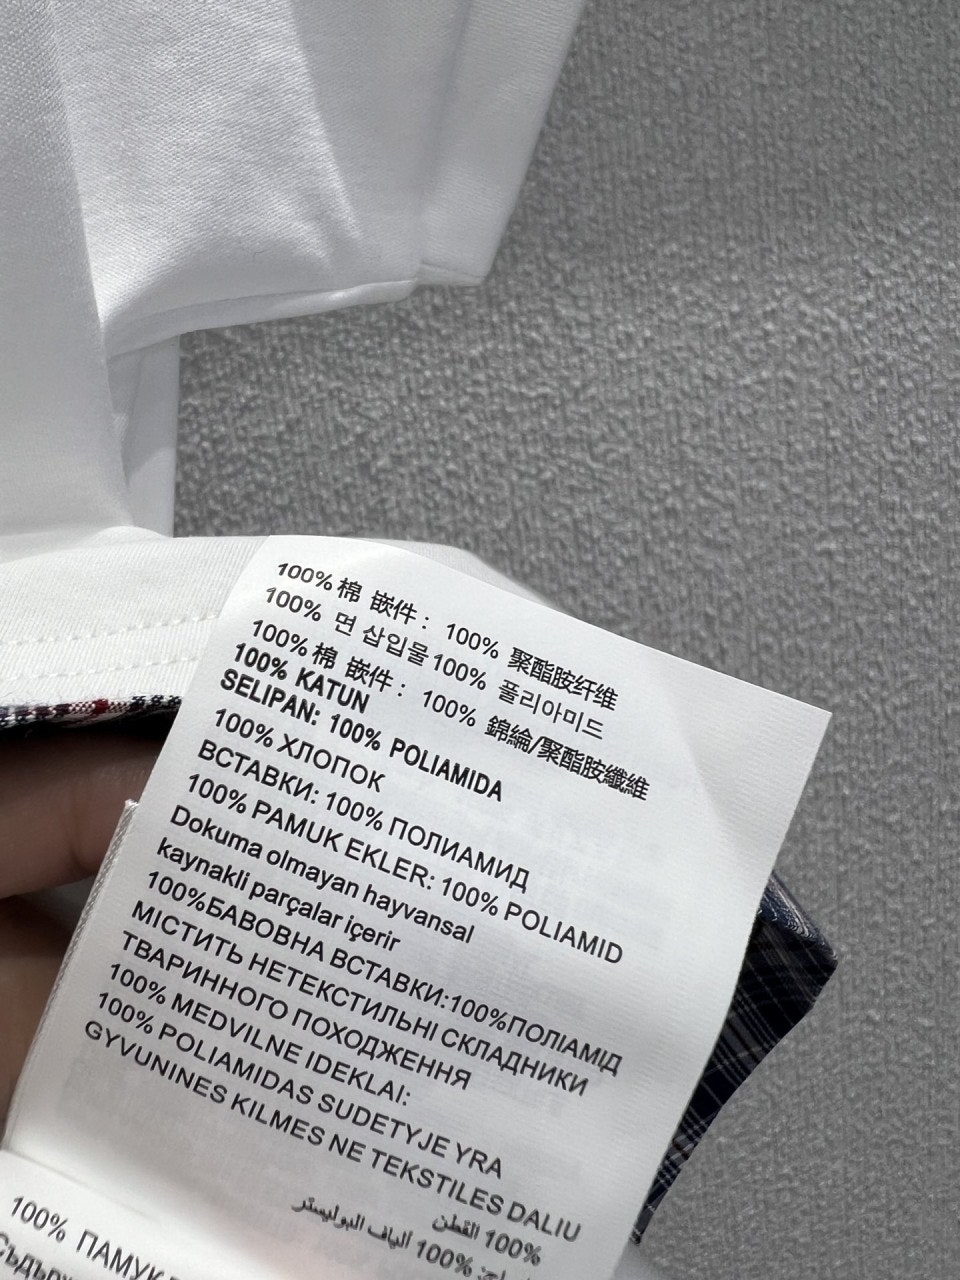 100% 棉 嵌件： 100% 聚酯胺纤维
100% 면 삽입물 100% 폴리아미드
100% 棉 嵌件： 100% 錦綸/聚酯胺纖維
100% KATUN
SELIPAN: 100% POLIAMIDA
100% ХЛОПОК
ВСТАВКИ: 100% ПОЛИАМИД
100% PAMUK EKLER: 100% POLIAMID
Dokuma olmayan hayvansal
kaynakli parçalar içerir
100%БАВОВНА ВСТАВКИ:100%ПОЛІАМІД
МІСТИТЬ НЕТЕКСТИЛЬНІ СКЛАДНИКИ
ТВАРИННОГО ПОХОДЖЕННЯ
100% MEDVILNE IDEKLAI:
100% POLIAMIDAS SUDETYJE YRA
GYVUNINES KILMES NE TEKSTILES DALIU
100% القطن
100% الياف البوليستر
100% ПАМУК